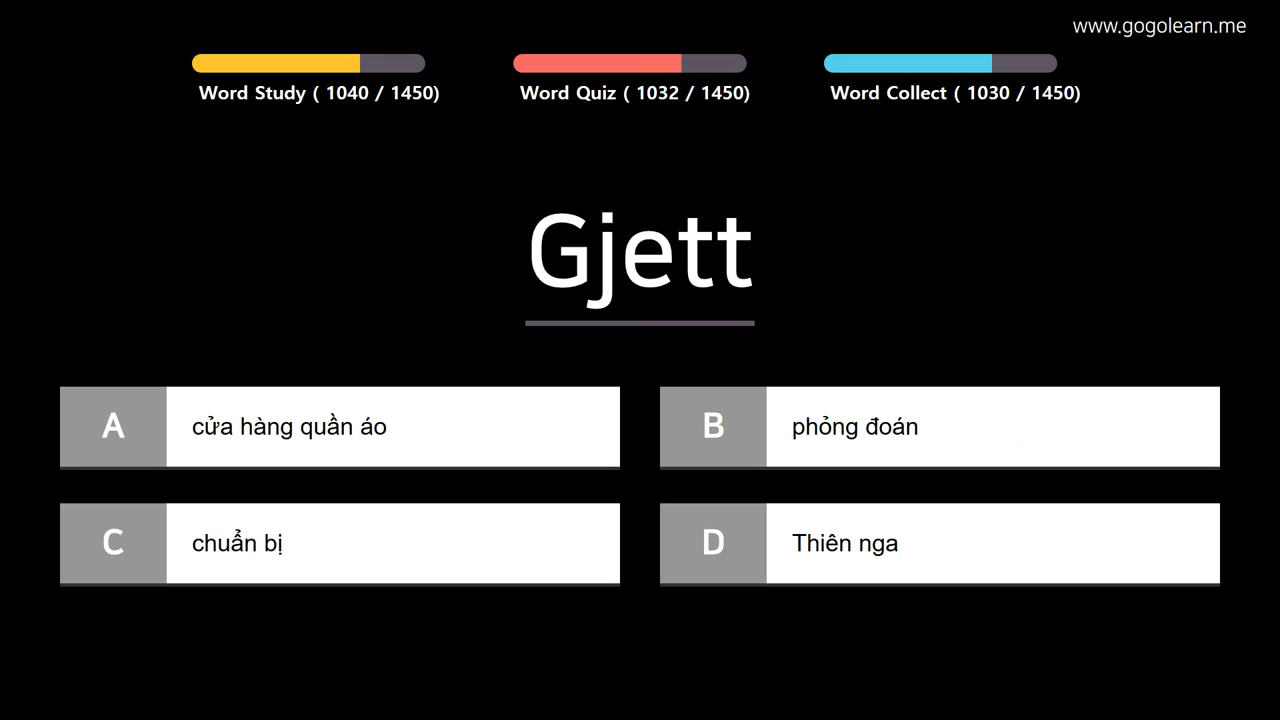 www.gogolearn.me
Word Study ( 1040 / 1450)
Word Quiz ( 1032 / 1450)
Word Collect ( 1030 / 1450)
Gjett
A
cửa hàng quần áo
B
phỏng đoán
C
chuẩn bị
D
Thiên nga